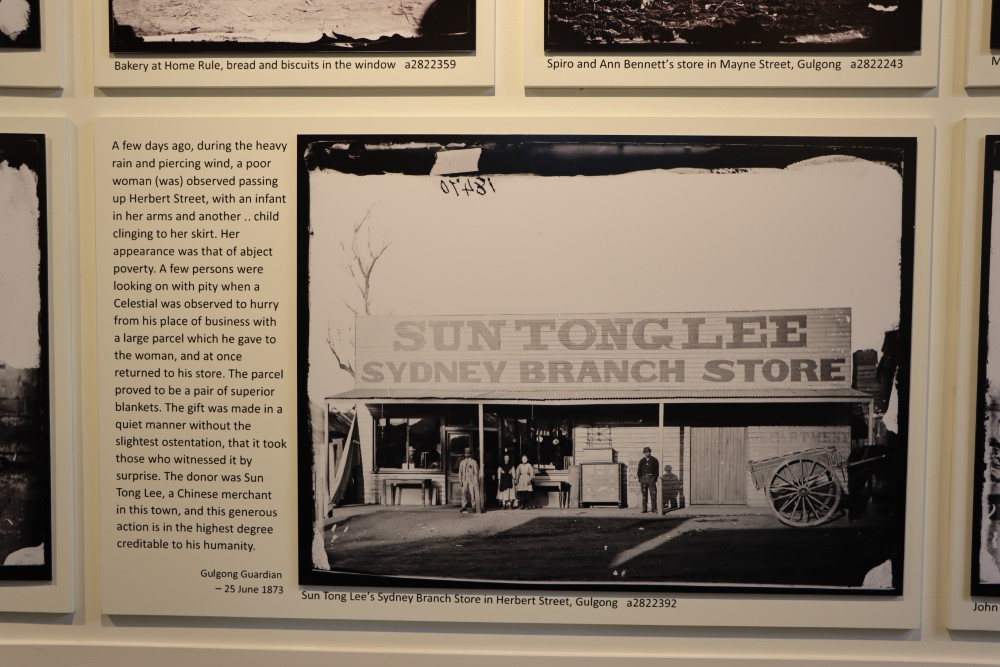 Bakery at Home Rule, bread and biscuits in the window a2822359
Spiro and Ann Bennett's store in Mayne Street, Gulgong a2822243
M
A few days ago, during the heavy
rain and piercing wind, a poor
woman (was) observed passing
up Herbert Street, with an infant
in her arms and another .. child
clinging to her skirt. Her
appearance was that of abject
poverty. A few persons were
looking on with pity when a
Celestial was observed to hurry
from his place of business with
a large parcel which he gave to
the woman, and at once
returned to his store. The parcel
proved to be a pair of superior
blankets. The gift was made in a
quiet manner without the
slightest ostentation, that it took
those who witnessed it by
surprise. The donor was Sun
Tong Lee, a Chinese merchant
in this town, and this generous
action is in the highest degree
creditable to his humanity.
Gulgong Guardian
– 25 June 1873
18470
SUN TONG LEE
SYDNEY BRANCH STORE
Sun Tong Lee's Sydney Branch Store in Herbert Street, Gulgong a2822392
John